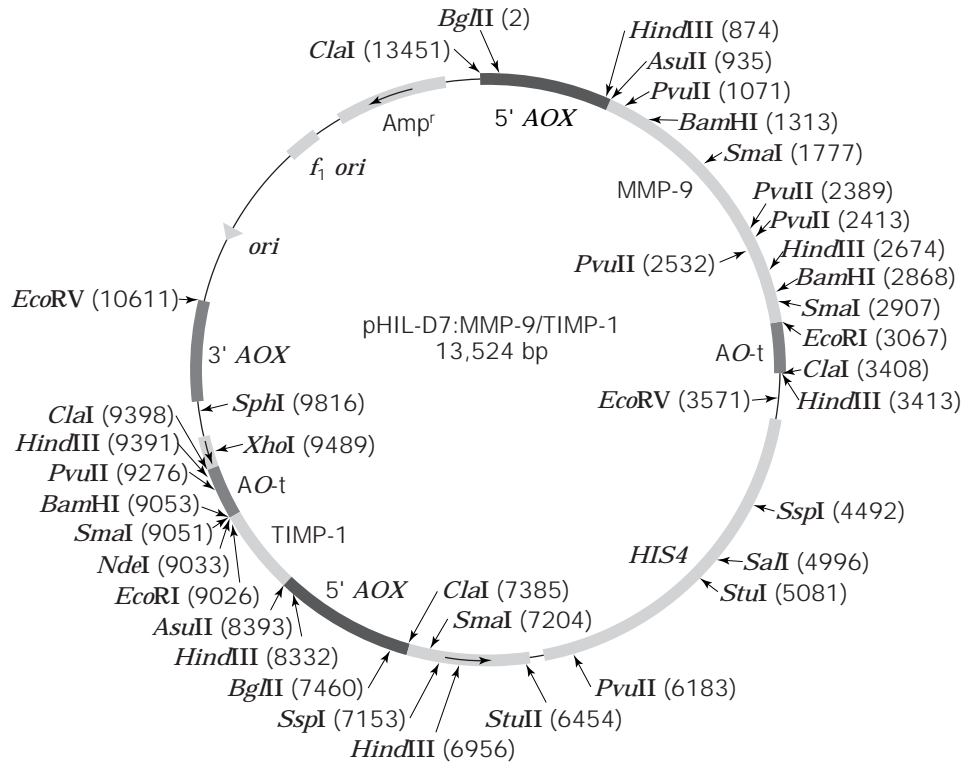 BglII (2)
ClaI (13451)
HindIII (874)
AsuII (935)
PvuII (1071)
BamHI (1313)
SmaI (1777)
PvuII (2389)
PvuII (2413)
PvuII (2532)
HindIII (2674)
BamHI (2868)
SmaI (2907)
EcoRI (3067)
ClaI (3408)
HindIII (3413)
EcoRV (3571)
SspI (4492)
SalI (4996)
StuI (5081)
PvuII (6183)
StuII (6454)
HindIII (6956)
SspI (7153)
SmaI (7204)
ClaI (7385)
BglII (7460)
HindIII (8332)
AsuII (8393)
EcoRI (9026)
NdeI (9033)
SmaI (9051)
BamHI (9053)
PvuII (9276)
HindIII (9391)
ClaI (9398)
XhoI (9489)
SphI (9816)
EcoRV (10611)
5' AOX
MMP-9
AO-t
HIS4
5' AOX
TIMP-1
AO-t
3' AOX
ori
f1 ori
Ampr
pHIL-D7:MMP-9/TIMP-1
13,524 bp